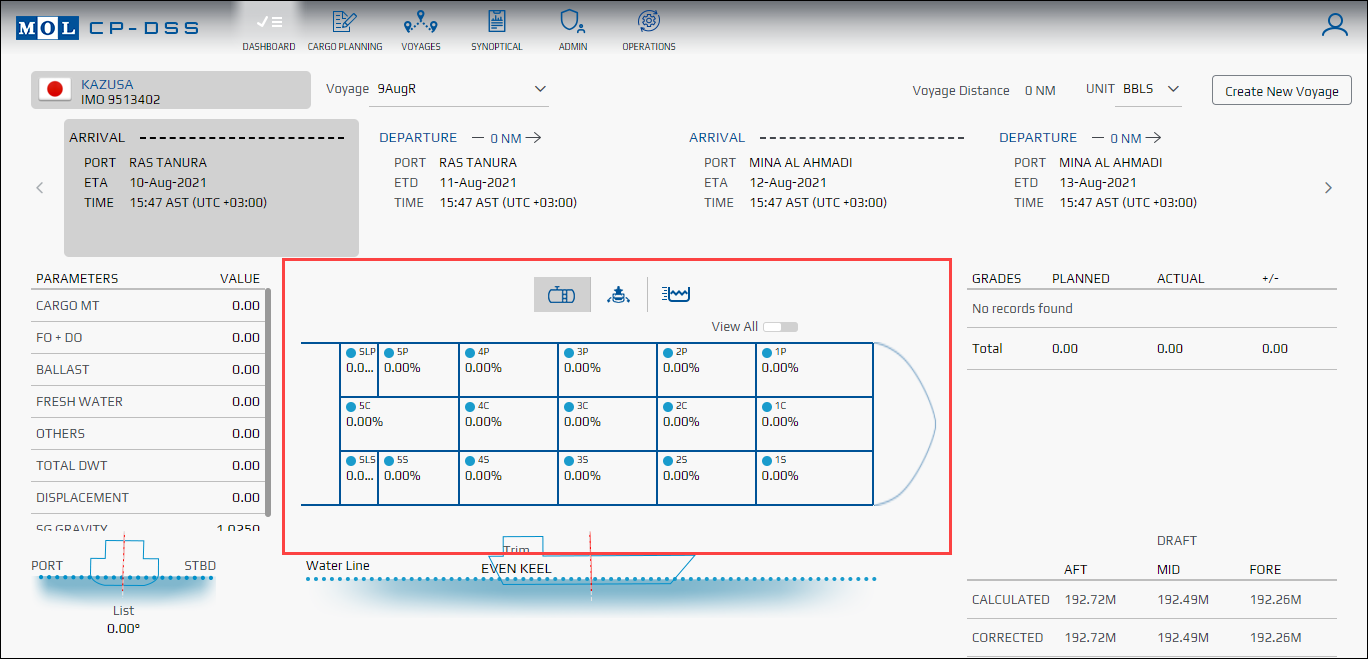 MOL CP-DSS
DASHBOARD CARGO PLANNING VOYAGES SYNOPTICAL ADMIN OPERATIONS
KAZUSA
IMO 9513402
Voyage 9AugR
Voyage Distance 0 NM
UNIT BBLS
Create New Voyage
ARRIVAL
PORT RAS TANURA
ETA 10-Aug-2021
TIME 15:47 AST (UTC +03:00)
DEPARTURE 0 NM
PORT RAS TANURA
ETD 11-Aug-2021
TIME 15:47 AST (UTC +03:00)
ARRIVAL
PORT MINA AL AHMADI
ETA 12-Aug-2021
TIME 15:47 AST (UTC +03:00)
DEPARTURE 0 NM
PORT MINA AL AHMADI
ETD 13-Aug-2021
TIME 15:47 AST (UTC +03:00)
PARAMETERS VALUE
CARGO MT 0.00
FO + DO 0.00
BALLAST 0.00
FRESH WATER 0.00
OTHERS 0.00
TOTAL DWT 0.00
DISPLACEMENT 0.00
SG GRAVITY 1.0250
PORT STBD
List
0.00°
View All
SLP 5P 4P 3P 2P 1P
0.0... 0.00% 0.00% 0.00% 0.00% 0.00%
5C 4C 3C 2C 1C
0.00% 0.00% 0.00% 0.00% 0.00%
SLS 5S 4S 3S 2S 1S
0.0... 0.00% 0.00% 0.00% 0.00% 0.00%
Trim
Water Line EVEN KEEL
GRADES PLANNED ACTUAL +/-
No records found
Total 0.00 0.00 0.00
DRAFT
AFT MID FORE
CALCULATED 192.72M 192.49M 192.26M
CORRECTED 192.72M 192.49M 192.26M